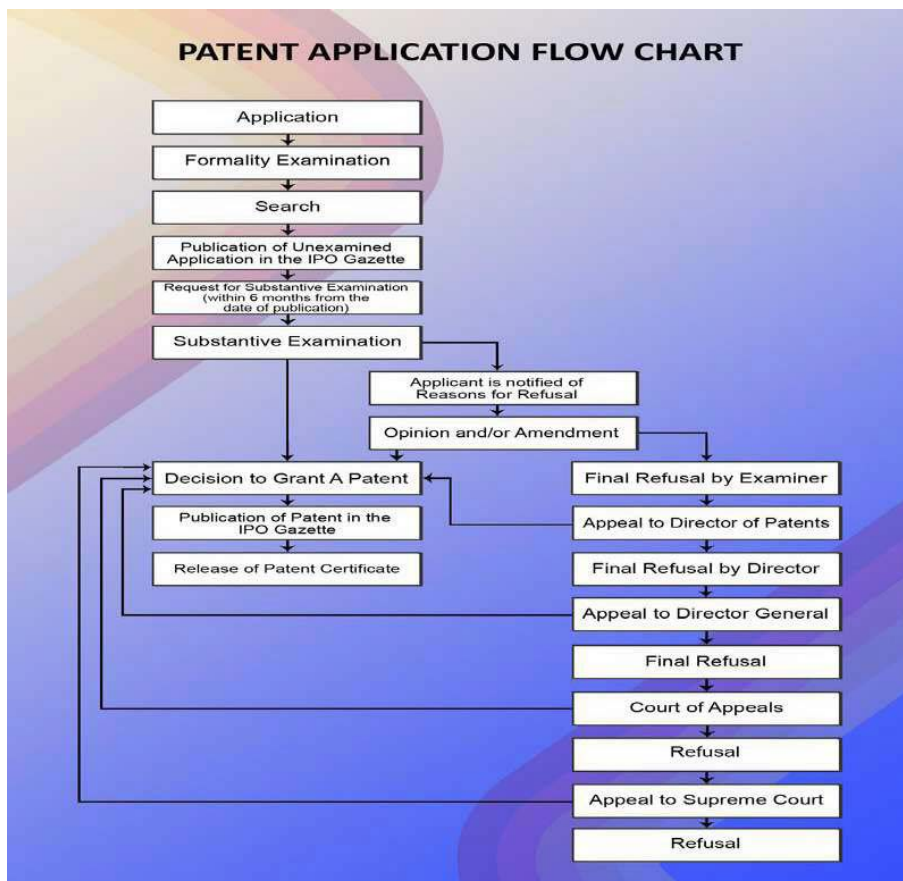 PATENT APPLICATION FLOW CHART
Application
Formality Examination
Search
Publication of Unexamined
Application in the IPO Gazette
Request for Substantive Examination
(within 6 months from the
date of publication)
Substantive Examination
Applicant is notified of
Reasons for Refusal
Opinion and/or Amendment
Decision to Grant A Patent
Publication of Patent in the
IPO Gazette
Release of Patent Certificate
Final Refusal by Examiner
Appeal to Director of Patents
Final Refusal by Director
Appeal to Director General
Final Refusal
Court of Appeals
Refusal
Appeal to Supreme Court
Refusal